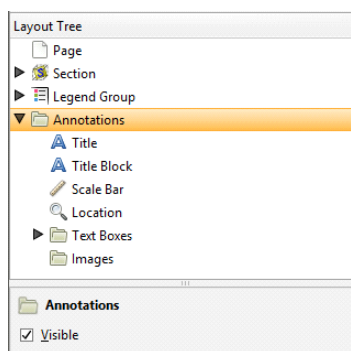 Layout Tree
Page
Section
Legend Group
Annotations
Title
Title Block
Scale Bar
Location
Text Boxes
Images
Annotations
Visible